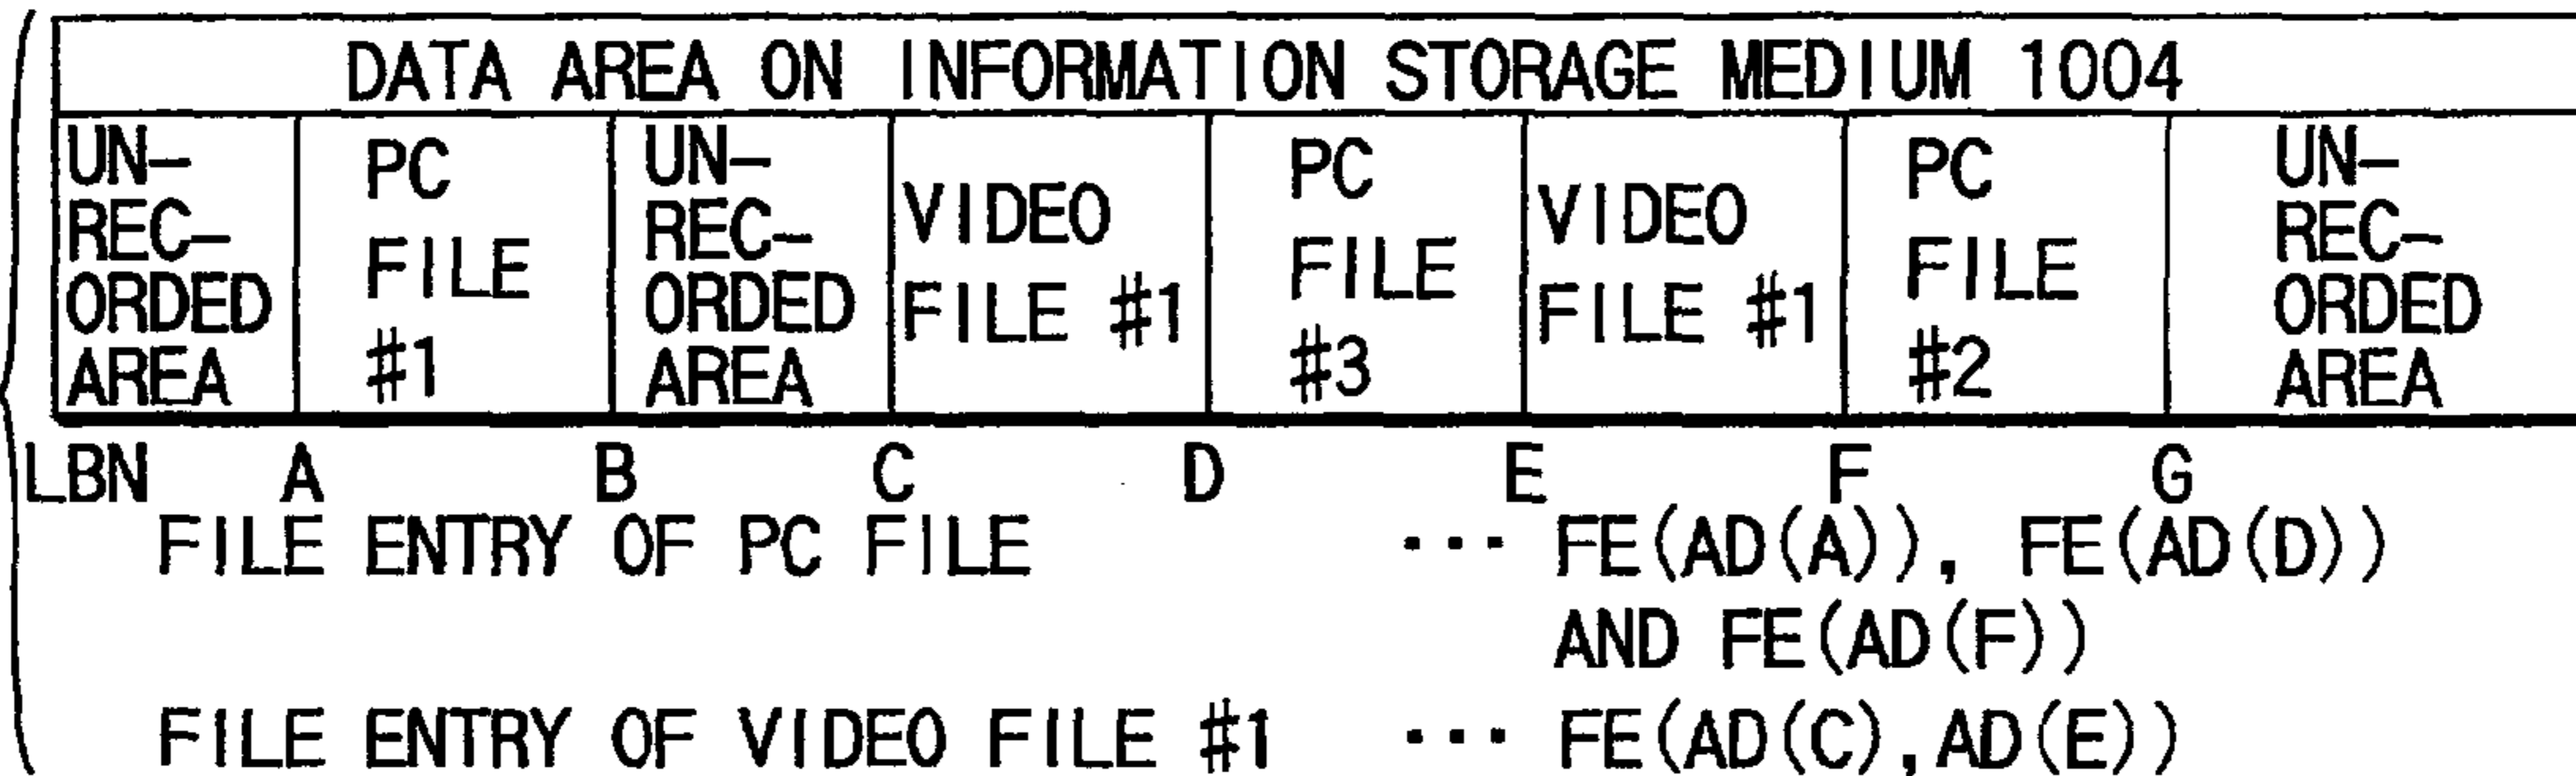 DATA AREA ON INFORMATION STORAGE MEDIUM 1004
UN-
REC-
ORDED
AREA
PC
FILE
#1
UN-
REC-
ORDED
AREA
VIDEO
FILE #1
PC
FILE
#3
VIDEO
FILE #1
PC
FILE
#2
UN-
REC-
ORDED
AREA
LBN A B C D E F G
FILE ENTRY OF PC FILE ... FE(AD(A)), FE(AD(D))
AND FE(AD(F))
FILE ENTRY OF VIDEO FILE #1 ... FE(AD(C),AD(E))